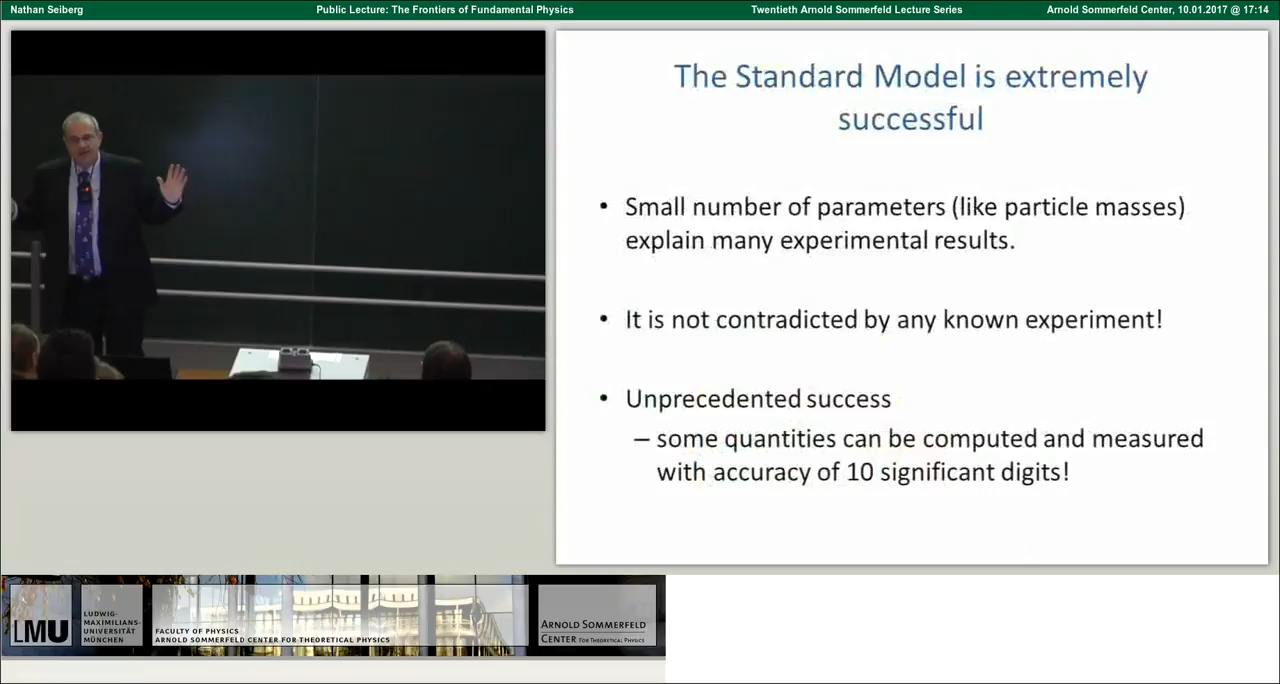 Nathan Seiberg
Public Lecture: The Frontiers of Fundamental Physics
Twentieth Arnold Sommerfeld Lecture Series
Arnold Sommerfeld Center, 10.01.2017 @ 17:14
The Standard Model is extremely
successful
• Small number of parameters (like particle masses)
explain many experimental results.
• It is not contradicted by any known experiment!
• Unprecedented success
– some quantities can be computed and measured
with accuracy of 10 significant digits!
LMU
LUDWIG-
MAXIMILIANS-
UNIVERSITÄT
MÜNCHEN
FACULTY OF PHYSICS
ARNOLD SOMMERFELD CENTER FOR THEORETICAL PHYSICS
ARNOLD SOMMERFELD
CENTER FOR THEORETICAL PHYSICS